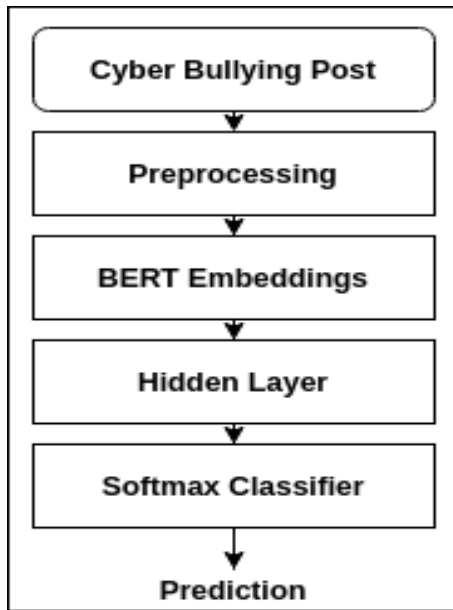 Cyber Bullying Post
Preprocessing
BERT Embeddings
Hidden Layer
Softmax Classifier
Prediction